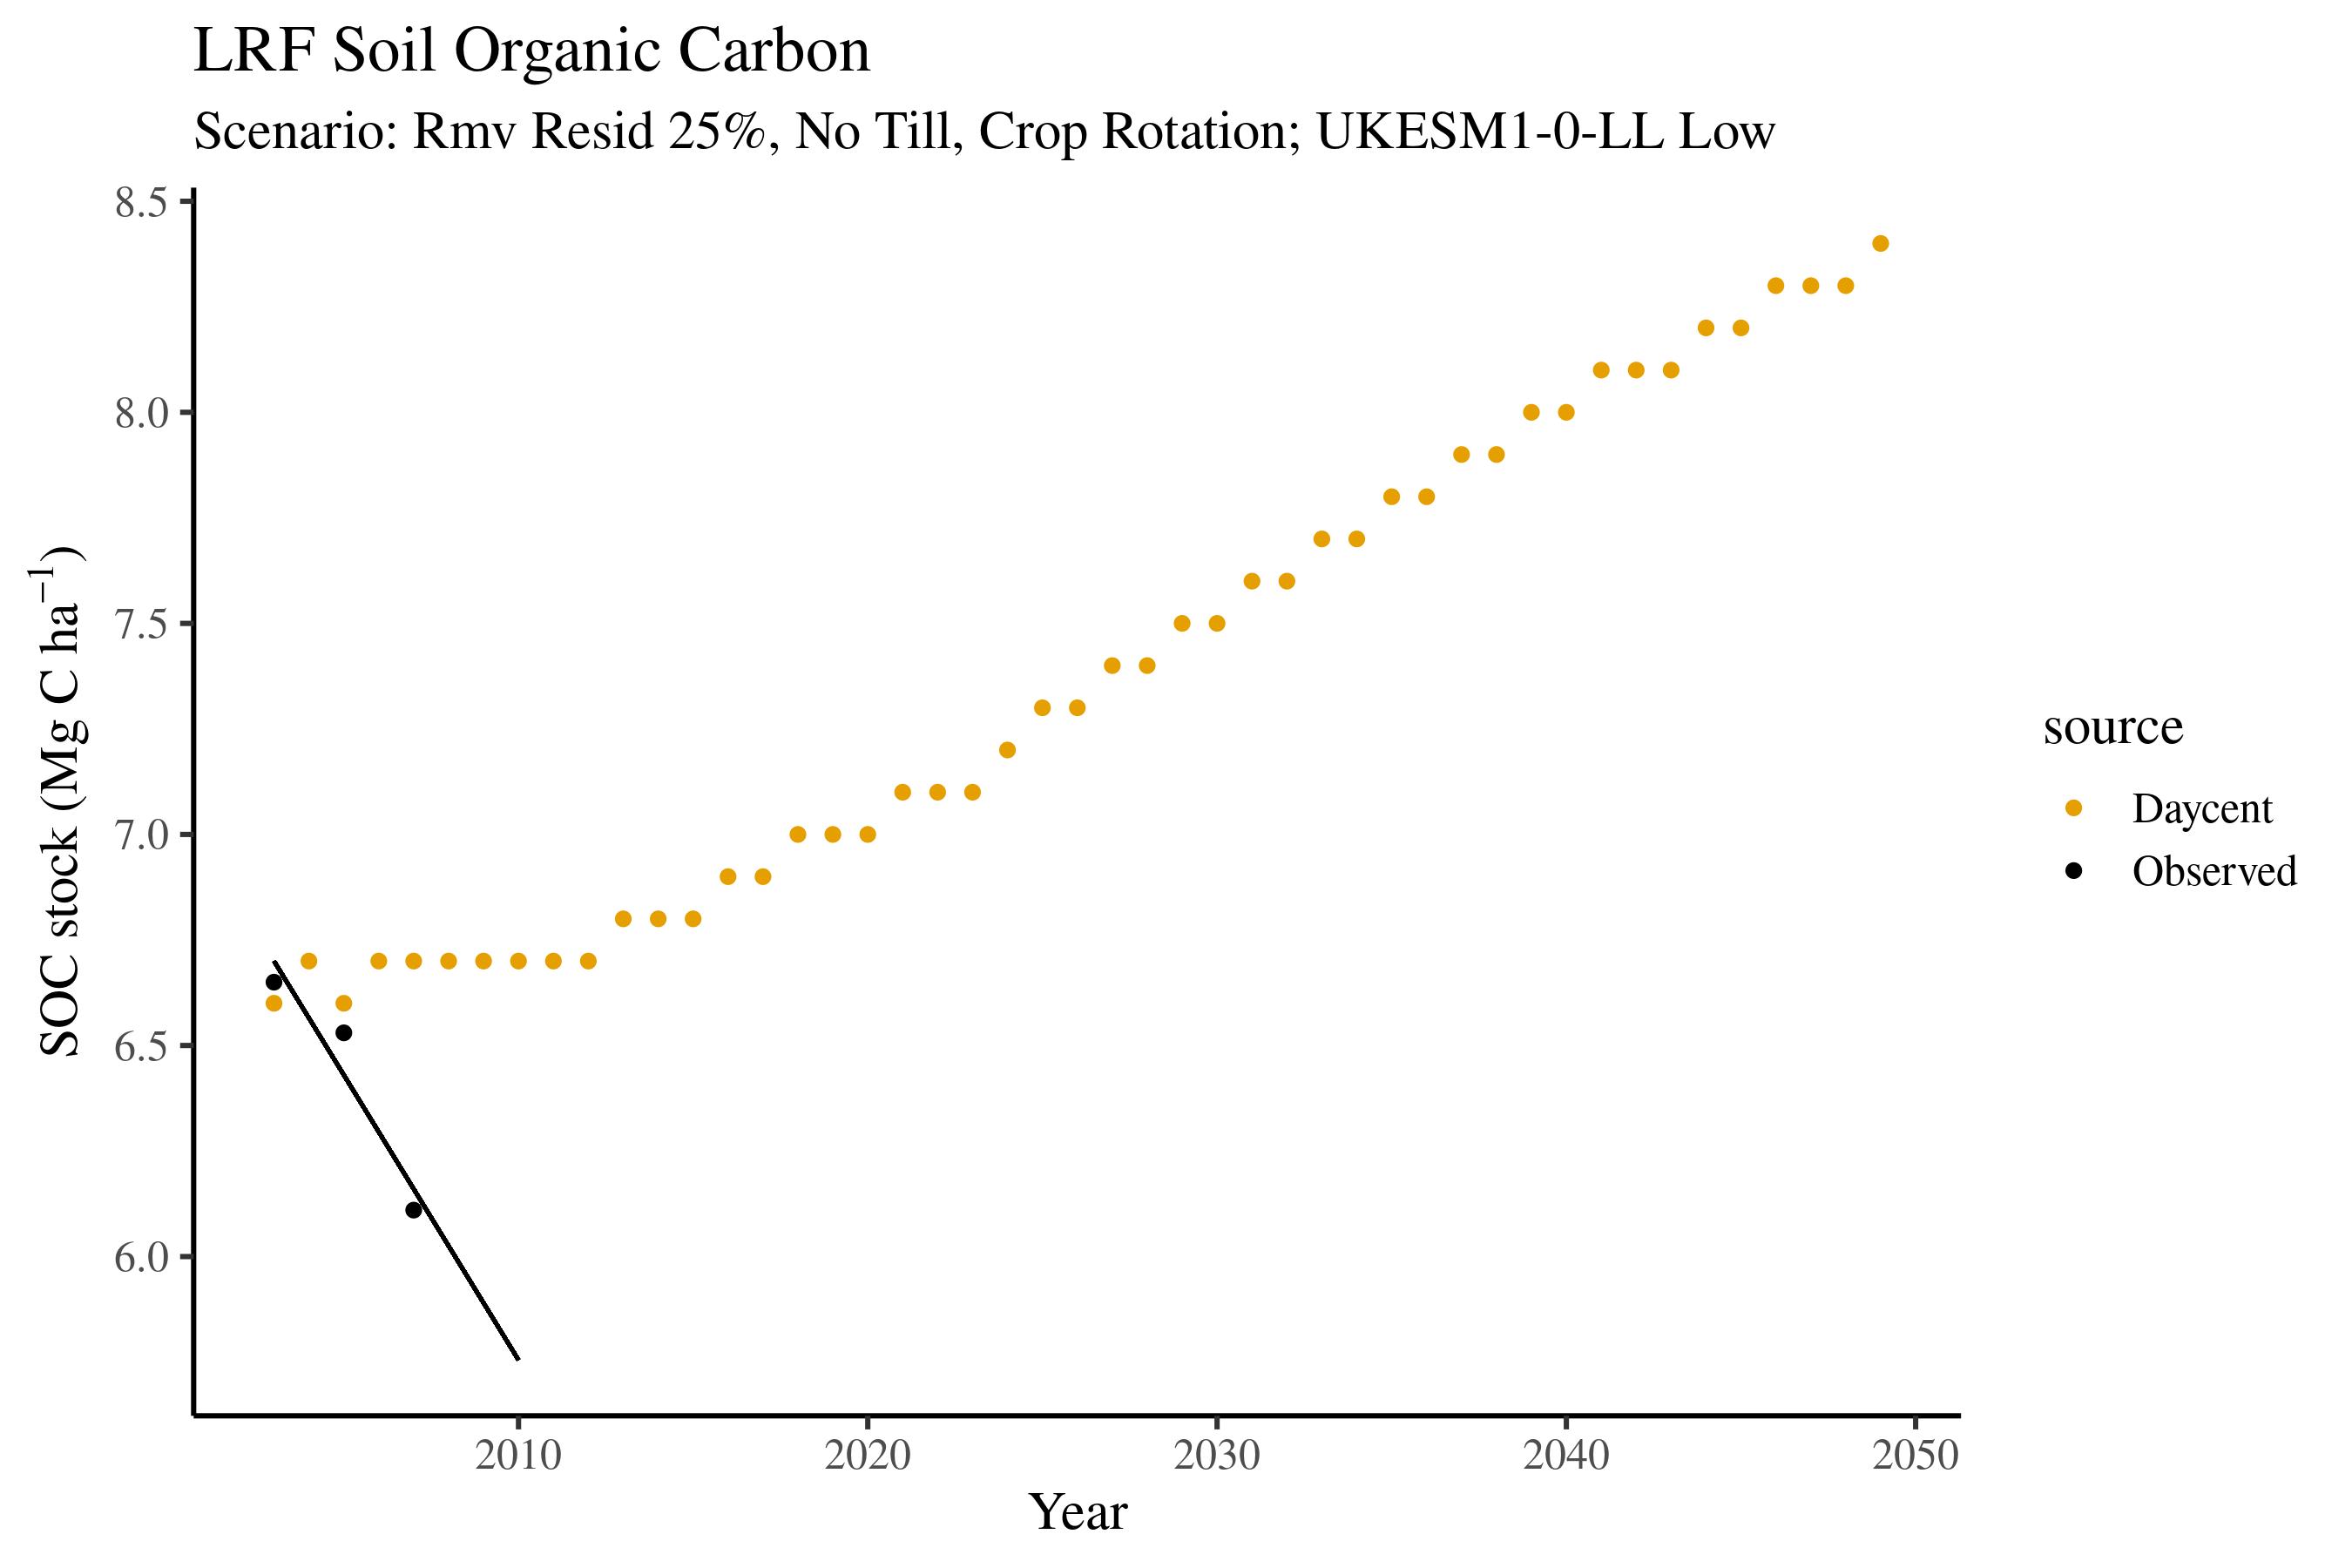 LRF Soil Organic Carbon
Scenario: Rmv Resid 25%, No Till, Crop Rotation; UKESM1-0-LL Low
SOC stock (Mg C ha⁻¹)
8.5
8.0
7.5
7.0
6.5
6.0
2010
2020
2030
2040
2050
Year
source
Daycent
Observed